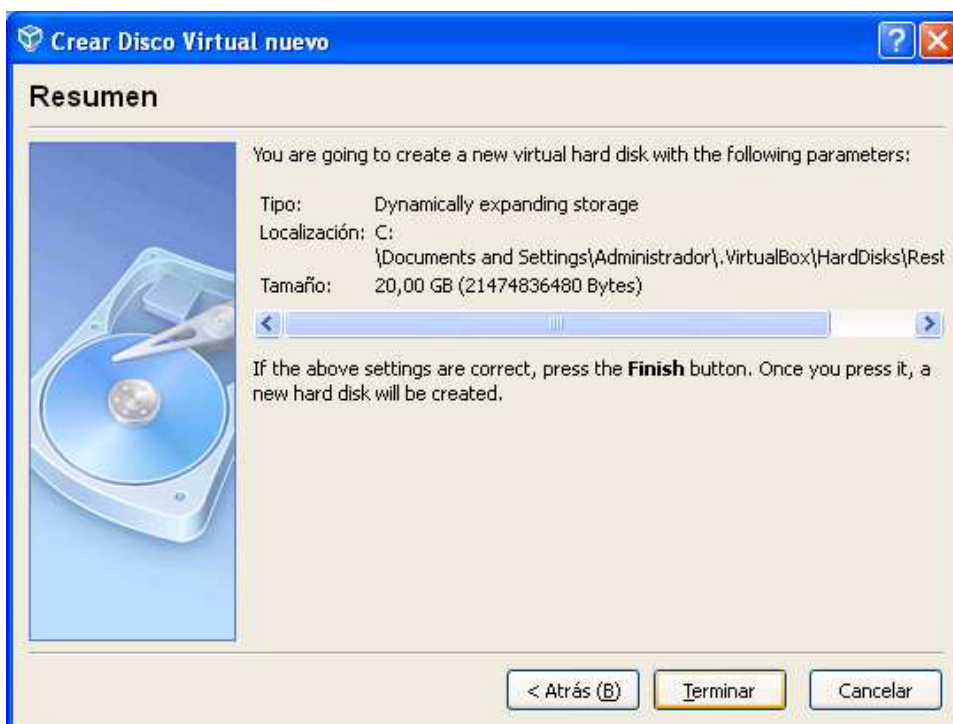 Crear Disco Virtual nuevo
Resumen
You are going to create a new virtual hard disk with the following parameters:
Tipo: Dynamically expanding storage
Localización: C:
\Documents and Settings\Administrador\.VirtualBox\HardDisks\Rest
Tamaño: 20,00 GB (21474836480 Bytes)
If the above settings are correct, press the Finish button. Once you press it, a
new hard disk will be created.
< Atrás (B) Terminar Cancelar